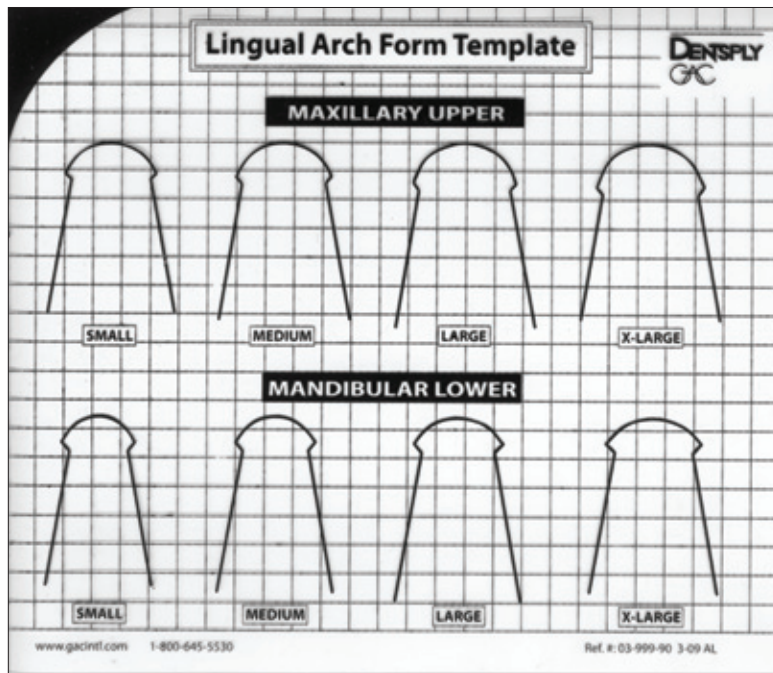 Lingual Arch Form Template
DENTSPLY
GAC
MAXILLARY UPPER
SMALL MEDIUM LARGE X-LARGE
MANDIBULAR LOWER
SMALL MEDIUM LARGE X-LARGE
www.gacintl.com 1-800-645-5530 Ref. #: 03-999-90 3-09 AL